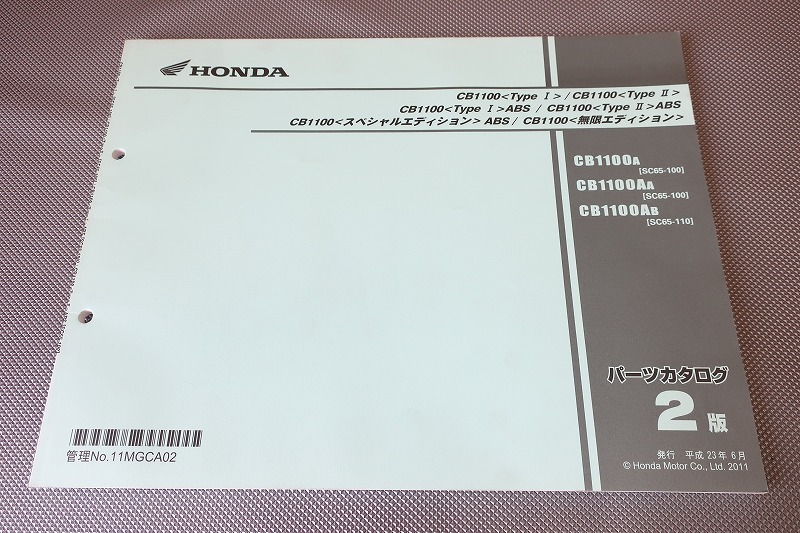 HONDA
CB1100<Type Ⅰ>/CB1100<Type Ⅱ>
CB1100<Type Ⅰ>ABS / CB1100<Type Ⅱ>ABS
CB1100<スペシャルエディション> ABS/ CB1100<無限エディション>
CB1100A
[SC65-100]
CB1100AA
[SC65-100]
CB1100AB
[SC65-110]
パーツカタログ
2版
発行 平成 23年 6月
© Honda Motor Co., Ltd. 2011
管理No.11MGCA02